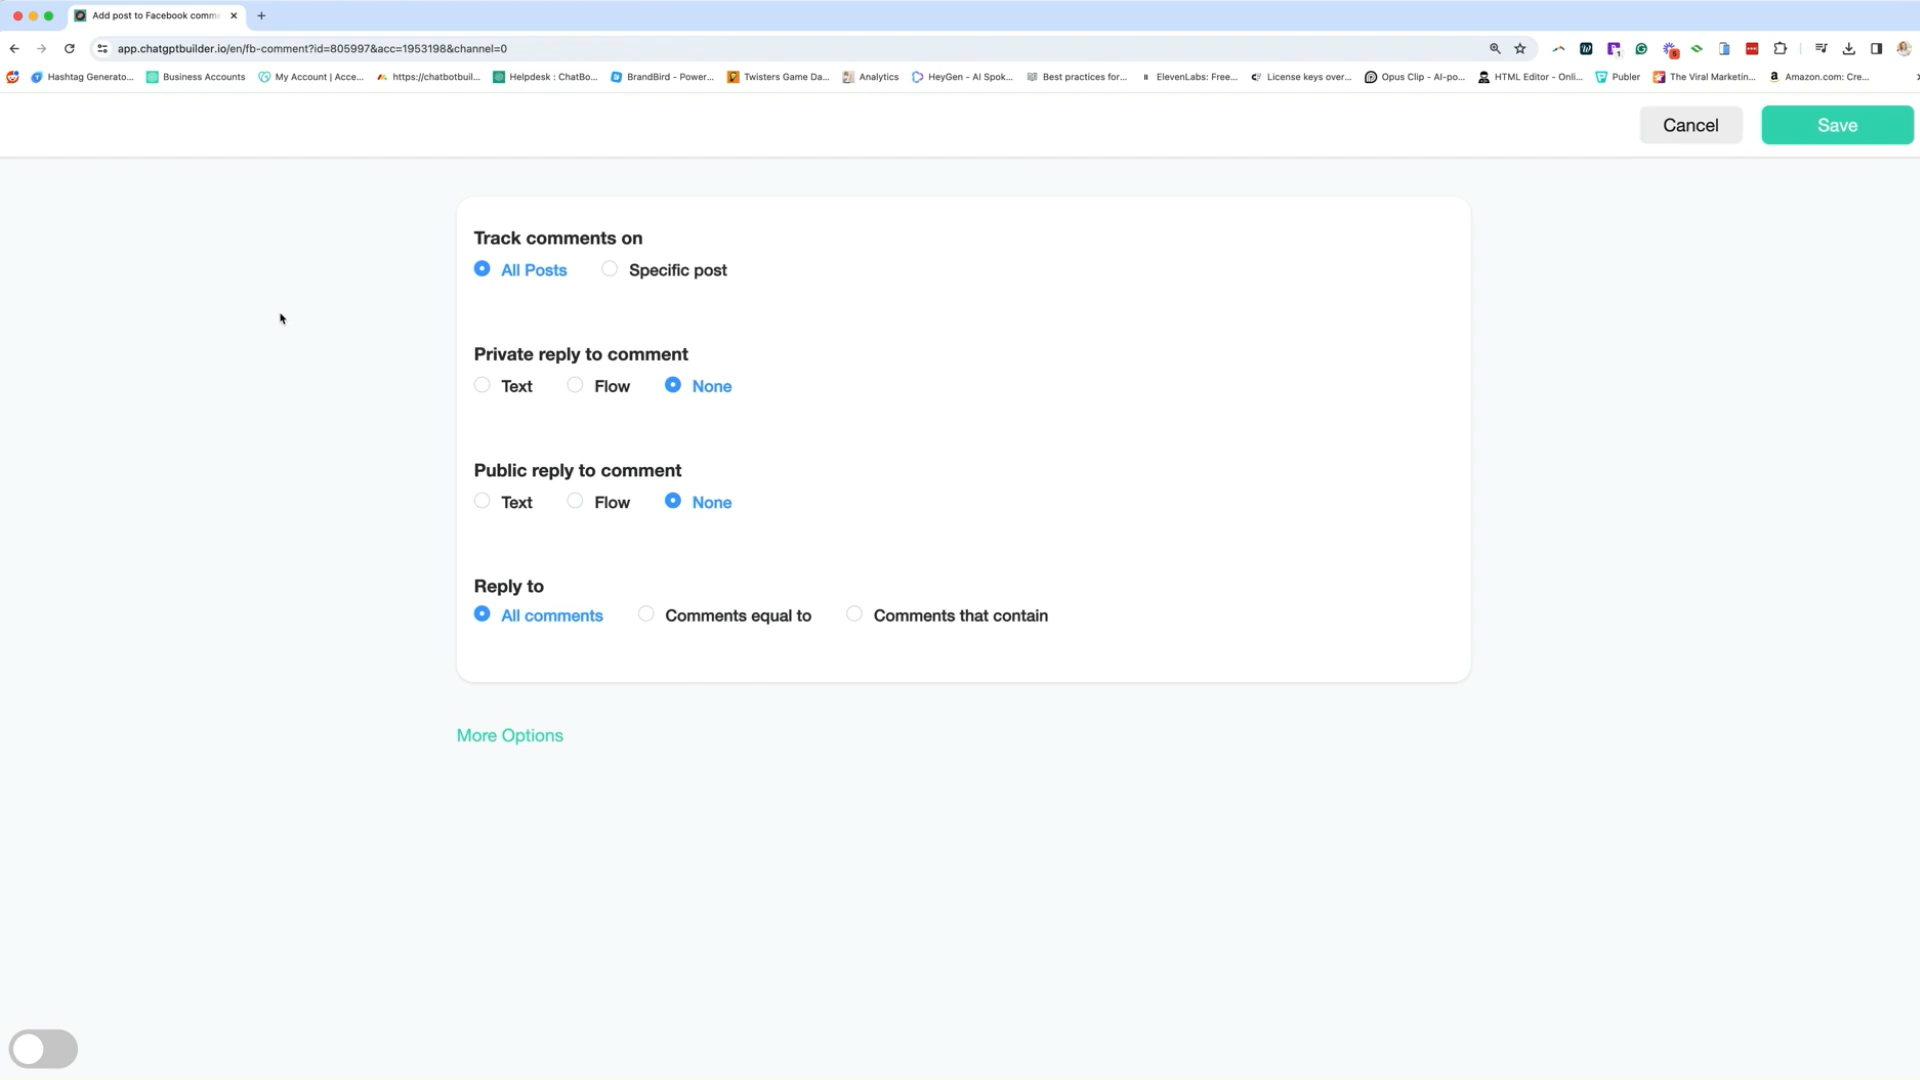 Add post to Facebook comm
app.chatgptbuilder.io/en/fb-comment?id=805997&acc=1953198&channel=0
Hashtag Generato...
Business Accounts
My Account | Acce...
https://chatbotbuil...
Helpdesk : ChatBo...
BrandBird - Power...
Twisters Game Da...
Analytics
HeyGen - AI Spok...
Best practices for...
ElevenLabs: Free...
License keys over...
Opus Clip - AI-po...
HTML Editor - Onli...
Publer
The Viral Marketin...
Amazon.com: Cre...
Cancel
Save
Track comments on
All Posts Specific post
Private reply to comment
Text Flow None
Public reply to comment
Text Flow None
Reply to
All comments Comments equal to Comments that contain
More Options